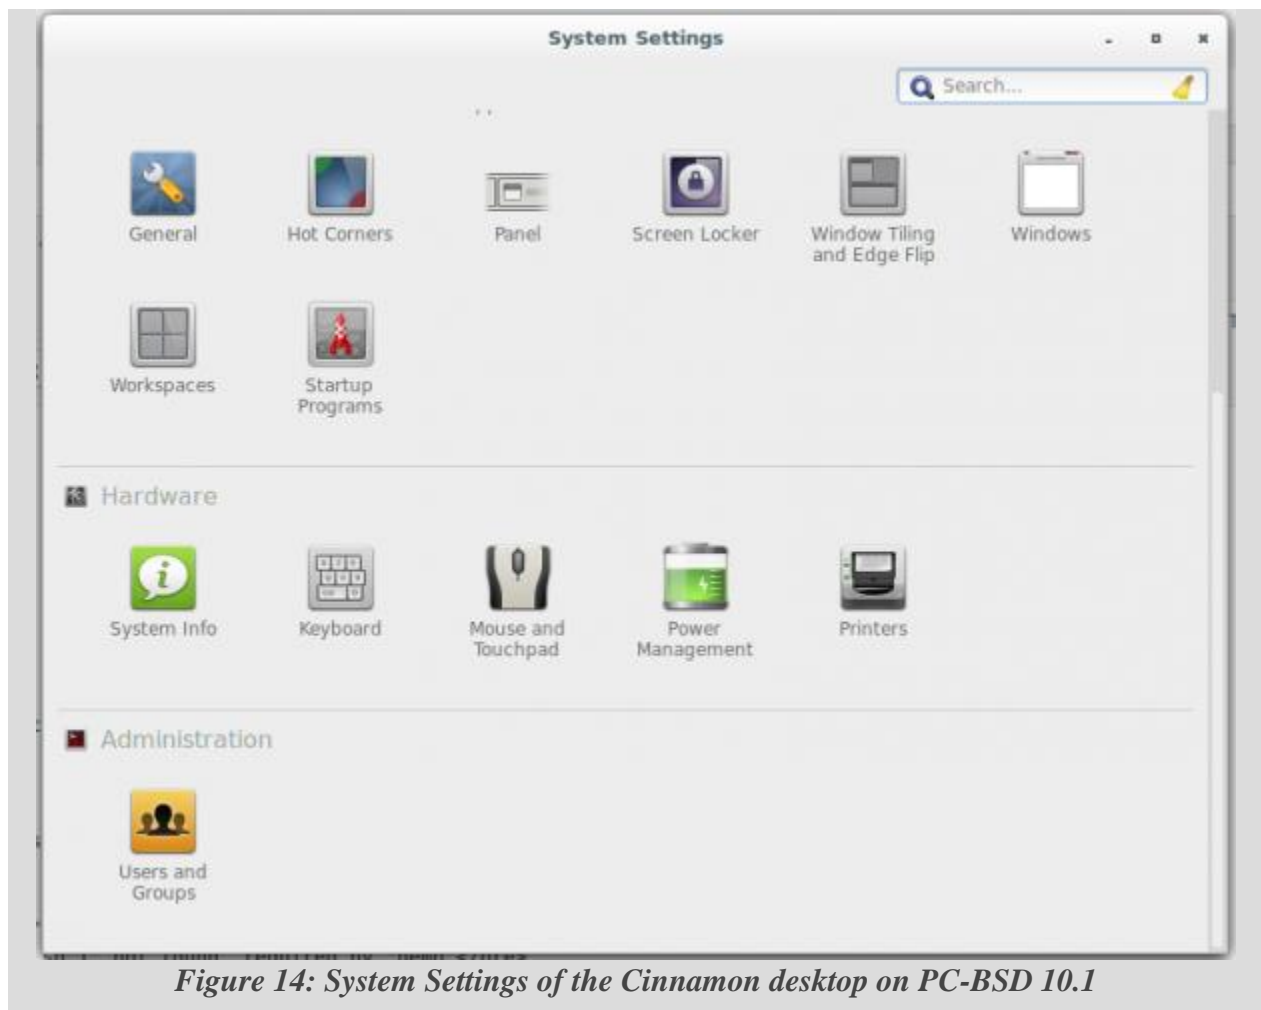 System Settings
Search...
General
Hot Corners
Panel
Screen Locker
Window Tiling
and Edge Flip
Windows
Workspaces
Startup
Programs
Hardware
System Info
Keyboard
Mouse and
Touchpad
Power
Management
Printers
Administration
Users and
Groups
Figure 14: System Settings of the Cinnamon desktop on PC-BSD 10.1